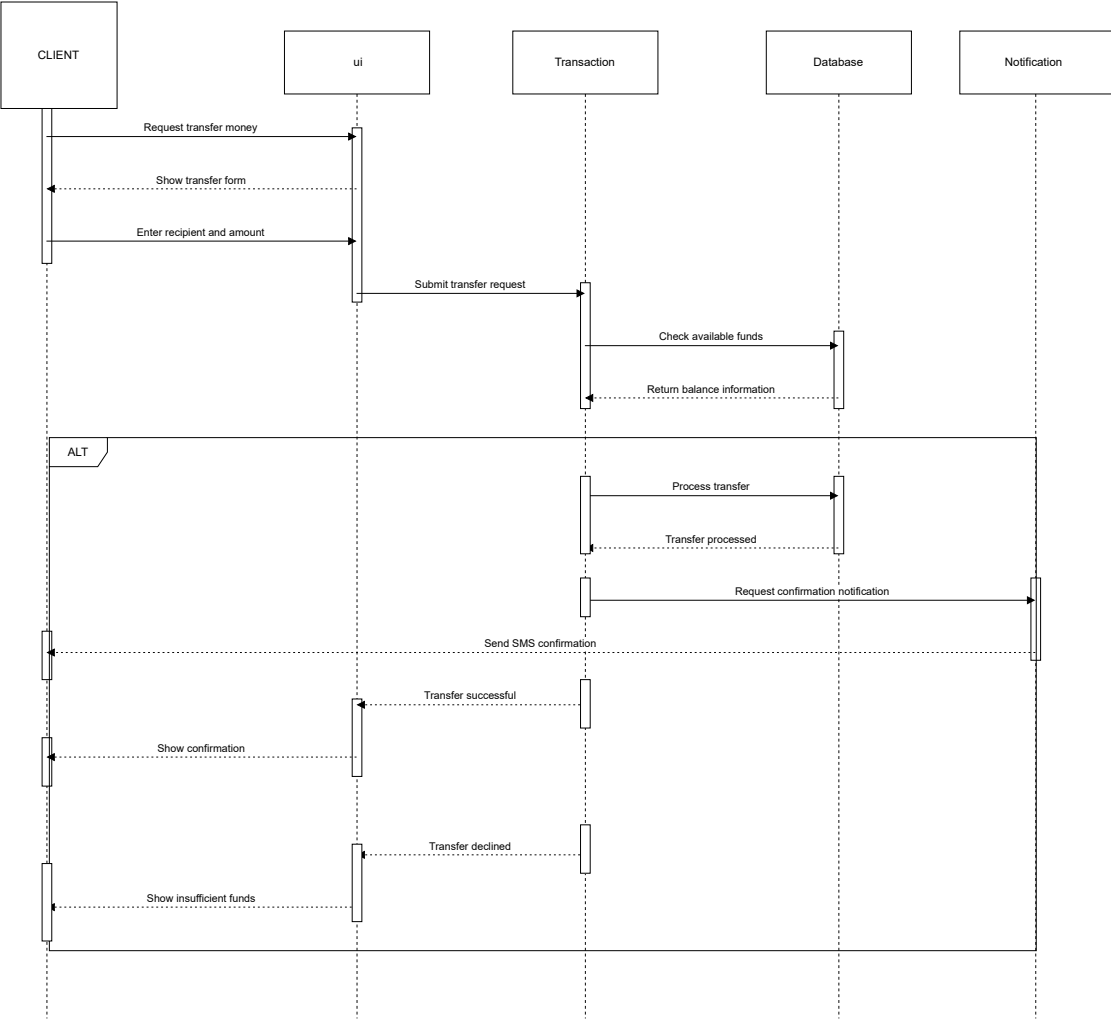 CLIENT
ui
Transaction
Database
Notification
Request transfer money
Show transfer form
Enter recipient and amount
Submit transfer request
Check available funds
Return balance information
ALT
Process transfer
Transfer processed
Request confirmation notification
Send SMS confirmation
Transfer successful
Show confirmation
Transfer declined
Show insufficient funds